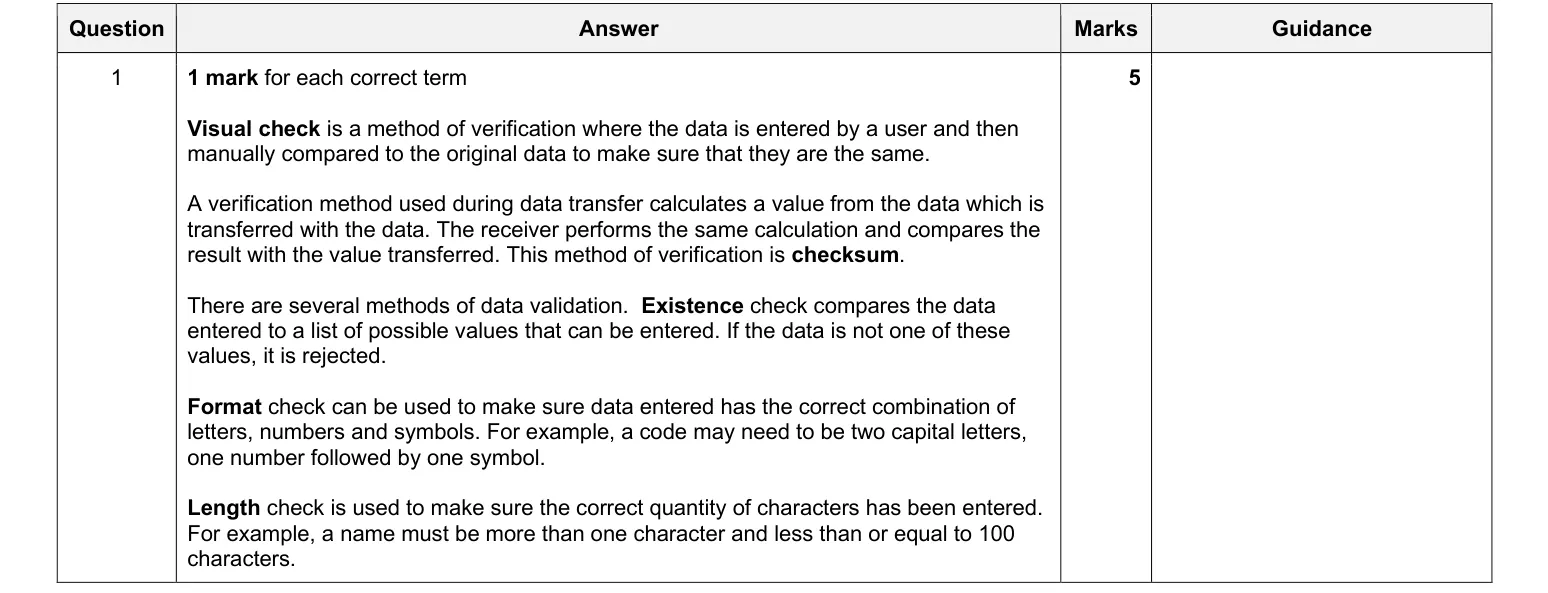 Question Answer Marks Guidance
1 1 mark for each correct term 5
Visual check is a method of verification where the data is entered by a user and then
manually compared to the original data to make sure that they are the same.
A verification method used during data transfer calculates a value from the data which is
transferred with the data. The receiver performs the same calculation and compares the
result with the value transferred. This method of verification is checksum.
There are several methods of data validation.  Existence check compares the data
entered to a list of possible values that can be entered. If the data is not one of these
values, it is rejected.
Format check can be used to make sure data entered has the correct combination of
letters, numbers and symbols. For example, a code may need to be two capital letters,
one number followed by one symbol.
Length check is used to make sure the correct quantity of characters has been entered.
For example, a name must be more than one character and less than or equal to 100
characters.